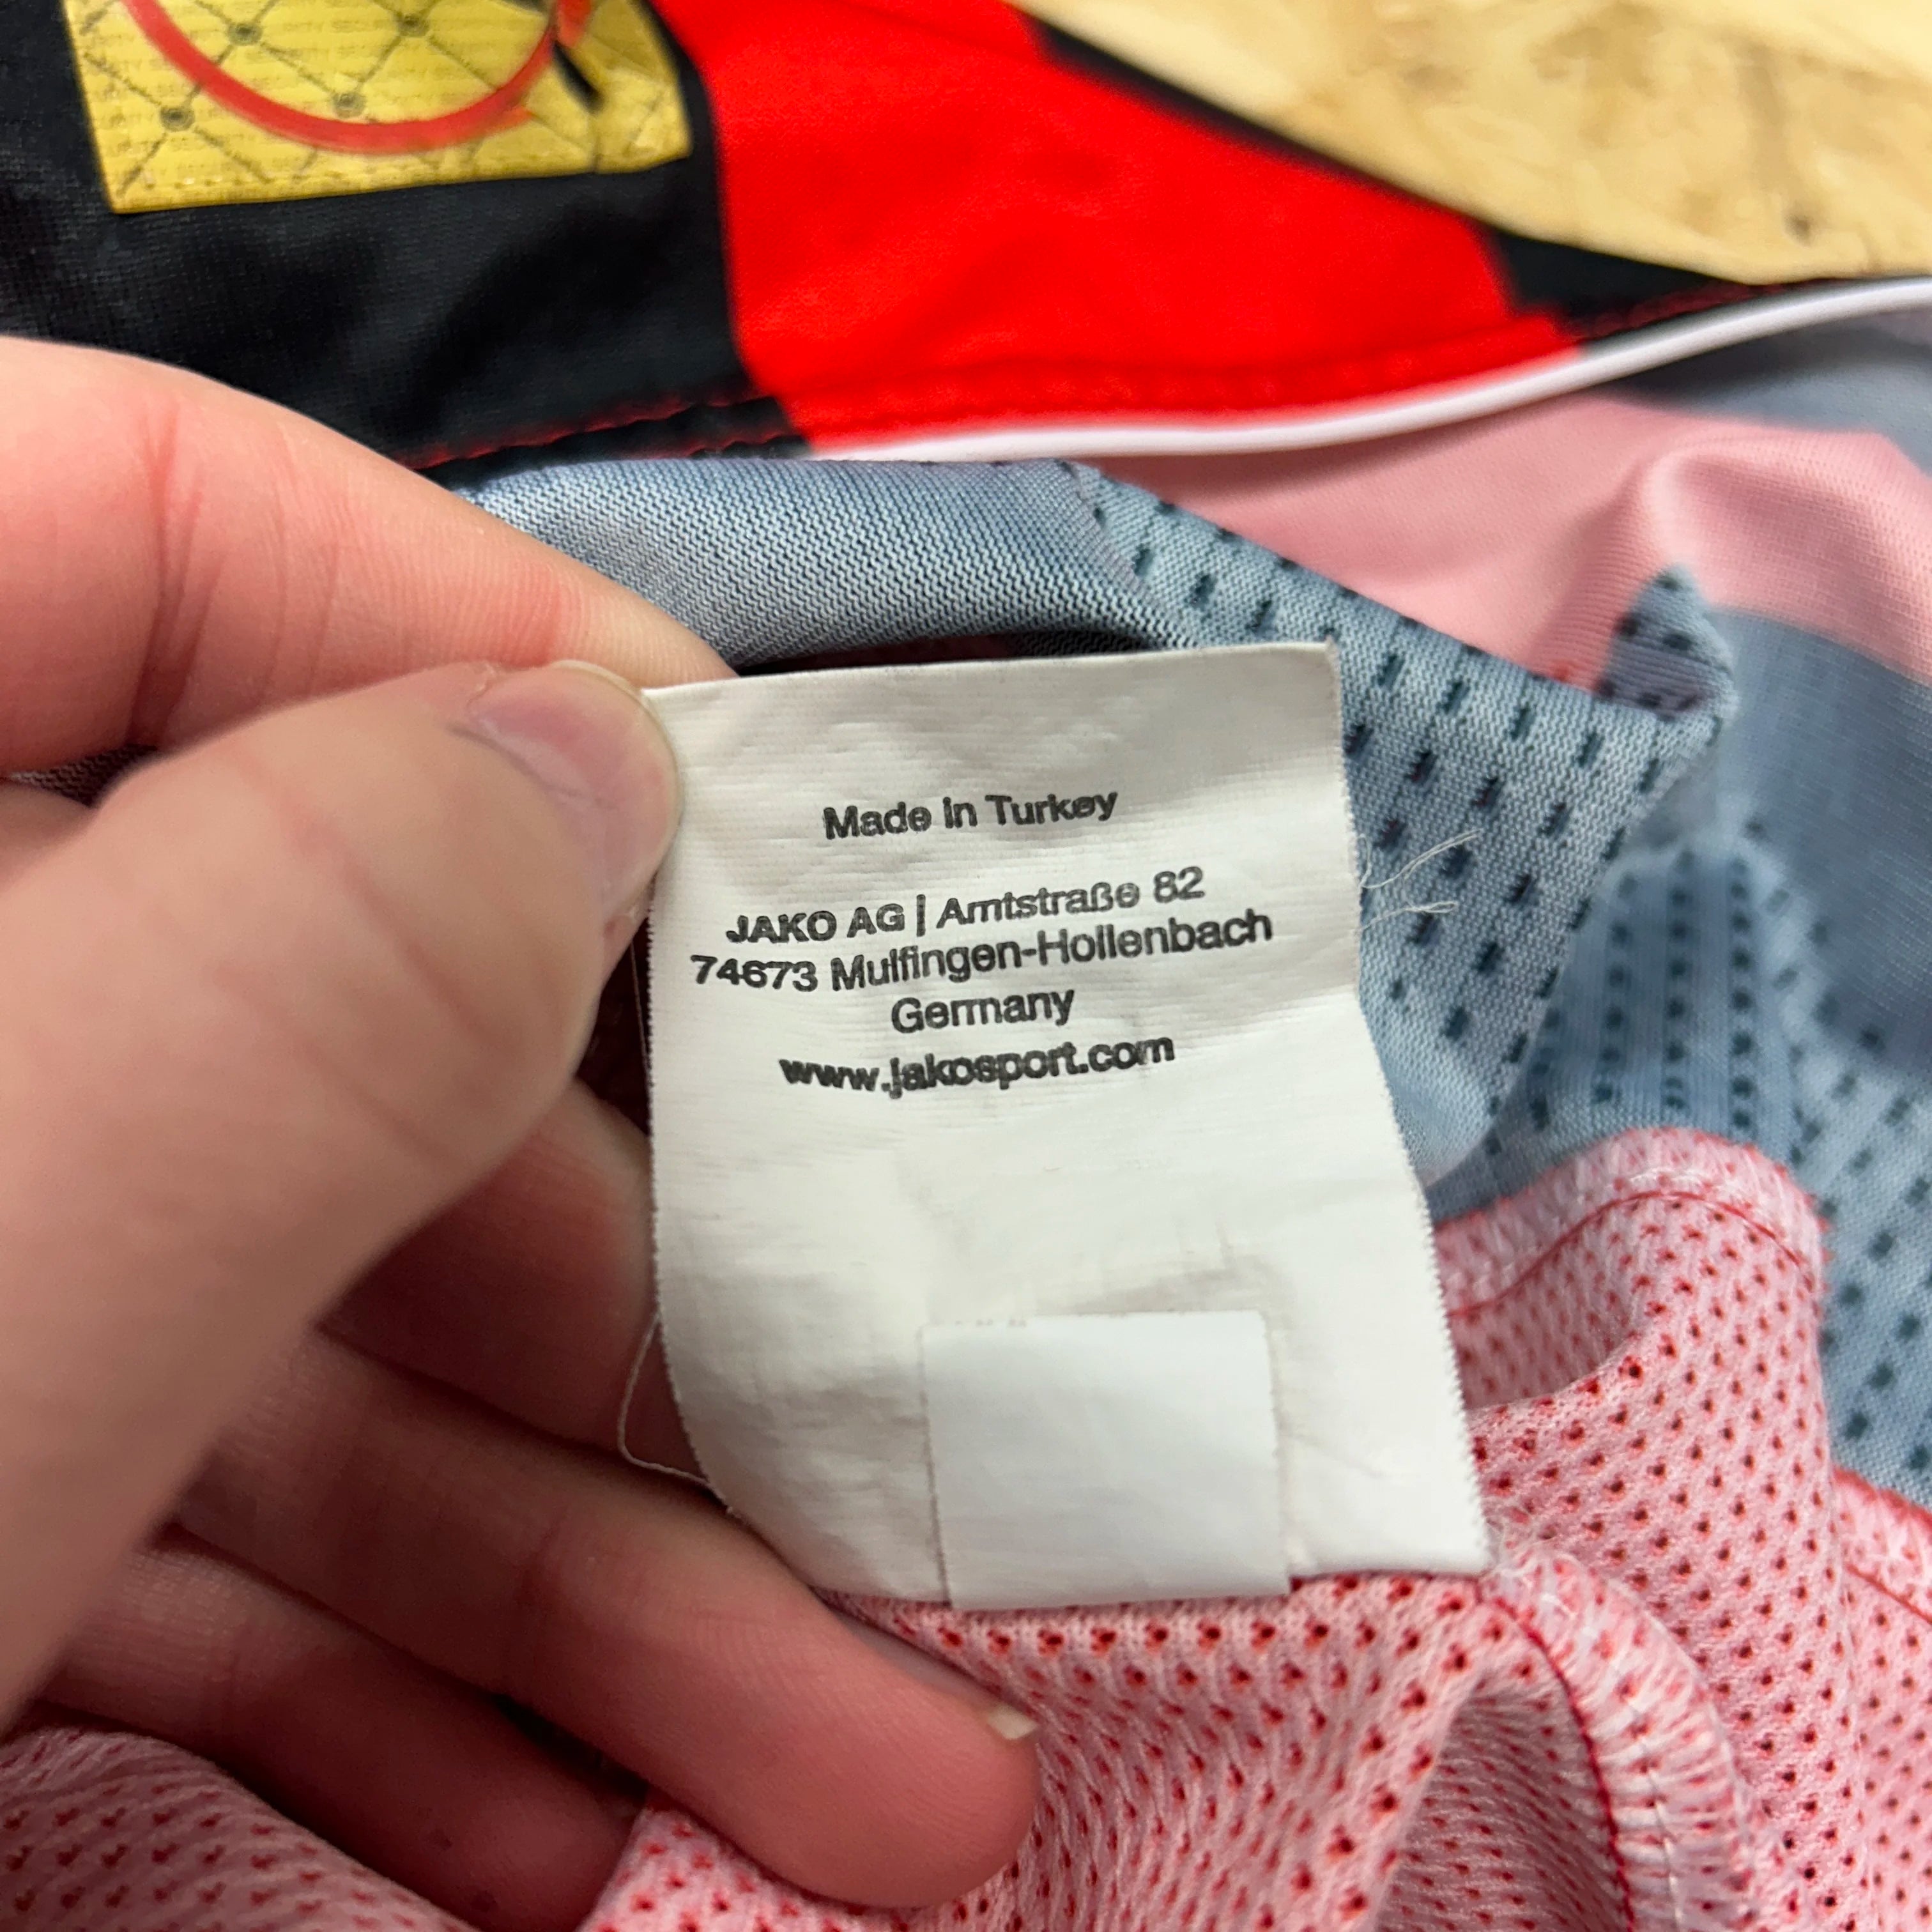 Made in Turkey
JAKO AG | Amtstraße 82
74673 Mulfingen-Hollenbach
Germany
www.jakosport.com